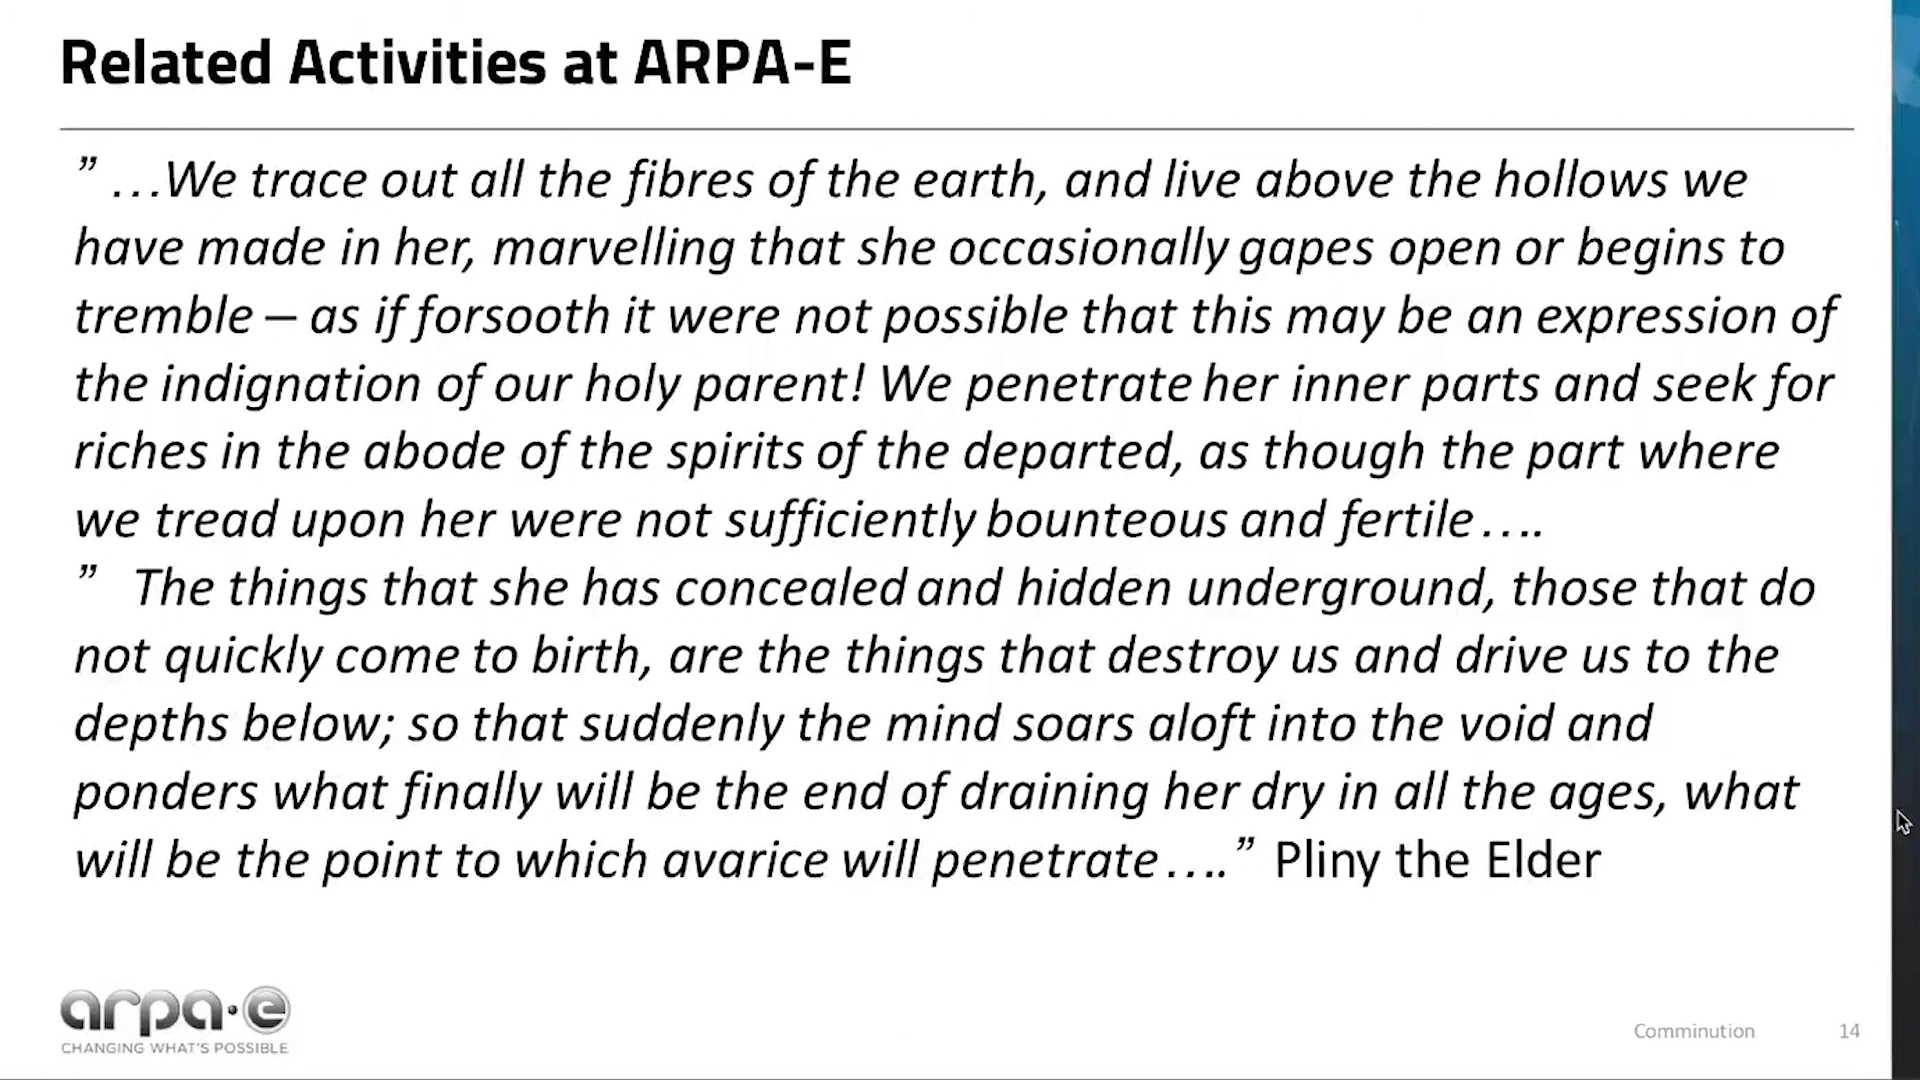 Related Activities at ARPA-E
” …We trace out all the fibres of the earth, and live above the hollows we
have made in her, marvelling that she occasionally gapes open or begins to
tremble – as if forsooth it were not possible that this may be an expression of
the indignation of our holy parent! We penetrate her inner parts and seek for
riches in the abode of the spirits of the departed, as though the part where
we tread upon her were not sufficiently bounteous and fertile….
” The things that she has concealed and hidden underground, those that do
not quickly come to birth, are the things that destroy us and drive us to the
depths below; so that suddenly the mind soars aloft into the void and
ponders what finally will be the end of draining her dry in all the ages, what
will be the point to which avarice will penetrate….” Pliny the Elder
arpa·e
CHANGING WHAT'S POSSIBLE
Comminution 14